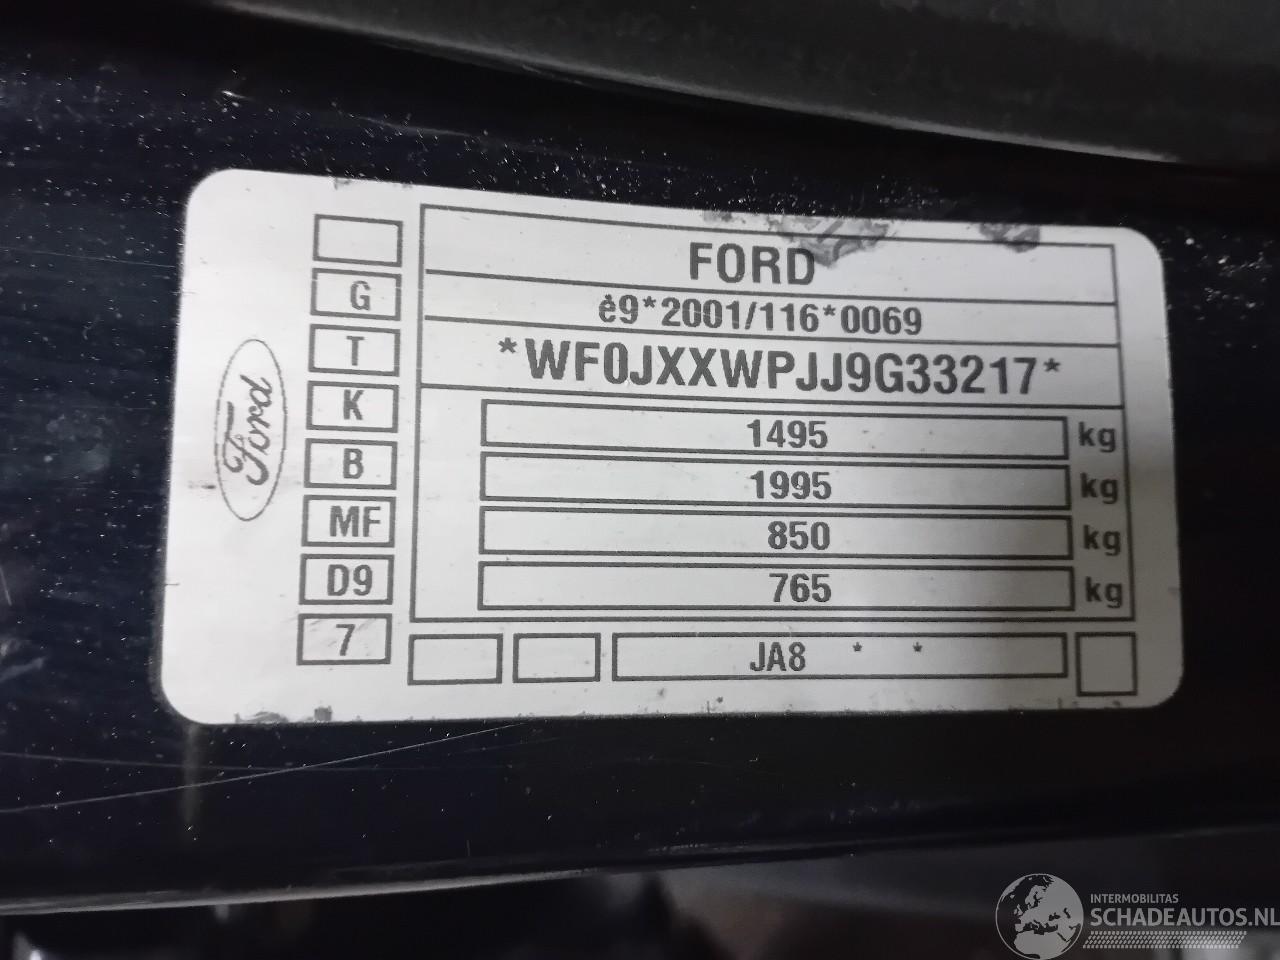 Ford
G
T
K
B
MF
D9
7
FORD
e9*2001/116*0069
*WF0JXXWPJJ9G33217*
1495 kg
1995 kg
850 kg
765 kg
JA8 * *
INTERMOBILITAS
SCHADEAUTOS.NL